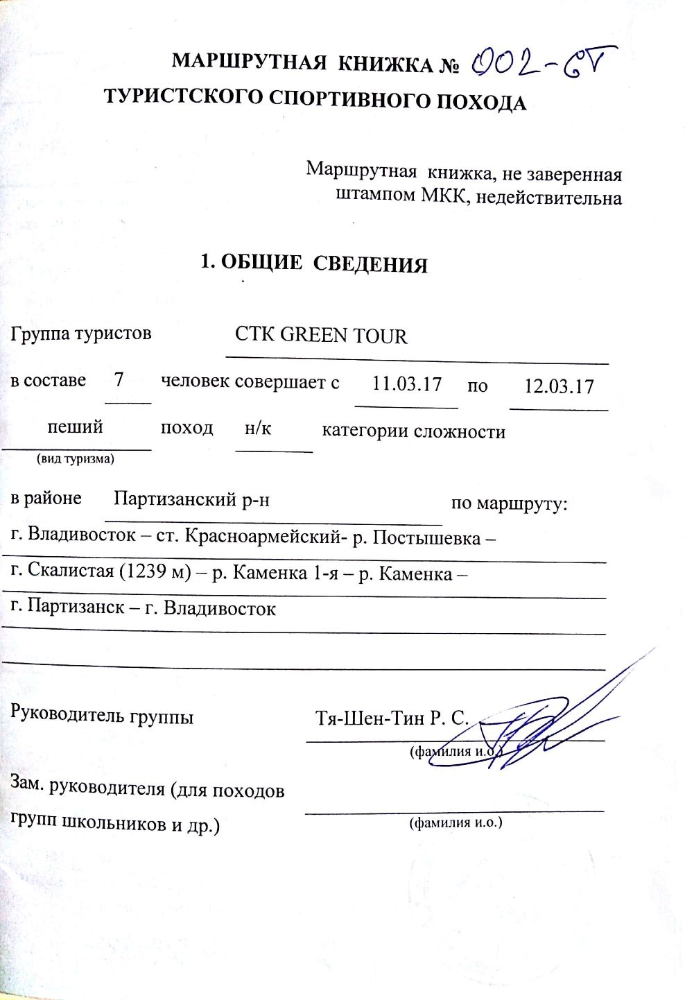 МАРШРУТНАЯ КНИЖКА № 002-СТ
ТУРИСТСКОГО СПОРТИВНОГО ПОХОДА
Маршрутная книжка, не заверенная
штампом МКК, недействительна
1. ОБЩИЕ СВЕДЕНИЯ
Группа туристов СТК GREEN TOUR
в составе 7 человек совершает с 11.03.17 по 12.03.17
пеший поход н/к категории сложности
(вид туризма)
в районе Партизанский р-н по маршруту:
г. Владивосток – ст. Красноармейский- р. Постышевка –
г. Скалистая (1239 м) – р. Каменка 1-я – р. Каменка –
г. Партизанск – г. Владивосток
Руководитель группы Тя-Шен-Тин Р. С.
(фамилия и.о.)
Зам. руководителя (для походов
групп школьников и др.)
(фамилия и.о.)